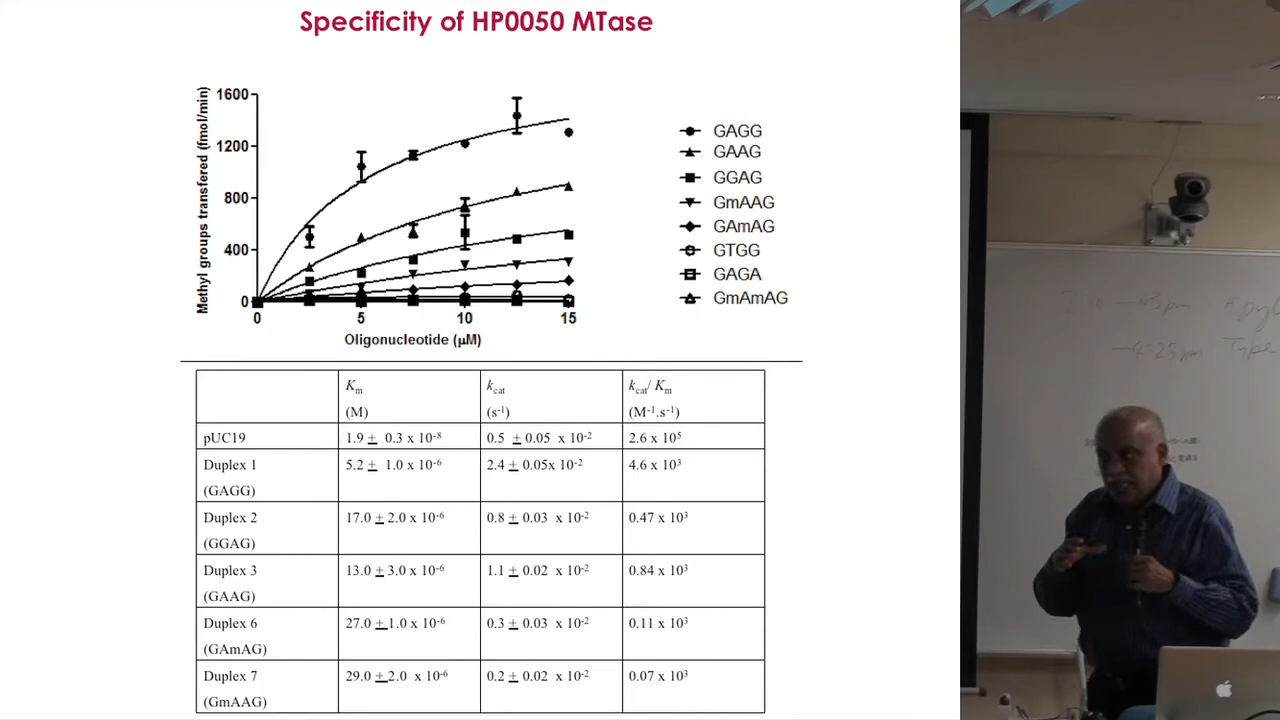 Specificity of HP0050 MTase
Methyl groups transfered (fmol/min)
1600
1200
800
400
0
0 5 10 15
Oligonucleotide (μM)
GAGG
GAAG
GGAG
GmAAG
GAmAG
GTGG
GAGA
GmAmAG
Km kcat kcat/ Km
(M) (s-1) (M-1.s-1)
pUC19 1.9 ± 0.3 x 10-8 0.5 ± 0.05 x 10-2 2.6 x 105
Duplex 1 5.2 ± 1.0 x 10-6 2.4 ± 0.05x 10-2 4.6 x 103
(GAGG)
Duplex 2 17.0 ± 2.0 x 10-6 0.8 ± 0.03 x 10-2 0.47 x 103
(GGAG)
Duplex 3 13.0 ± 3.0 x 10-6 1.1 ± 0.02 x 10-2 0.84 x 103
(GAAG)
Duplex 6 27.0 ± 1.0 x 10-6 0.3 ± 0.03 x 10-2 0.11 x 103
(GAmAG)
Duplex 7 29.0 ± 2.0 x 10-6 0.2 ± 0.02 x 10-2 0.07 x 103
(GmAAG)
Type